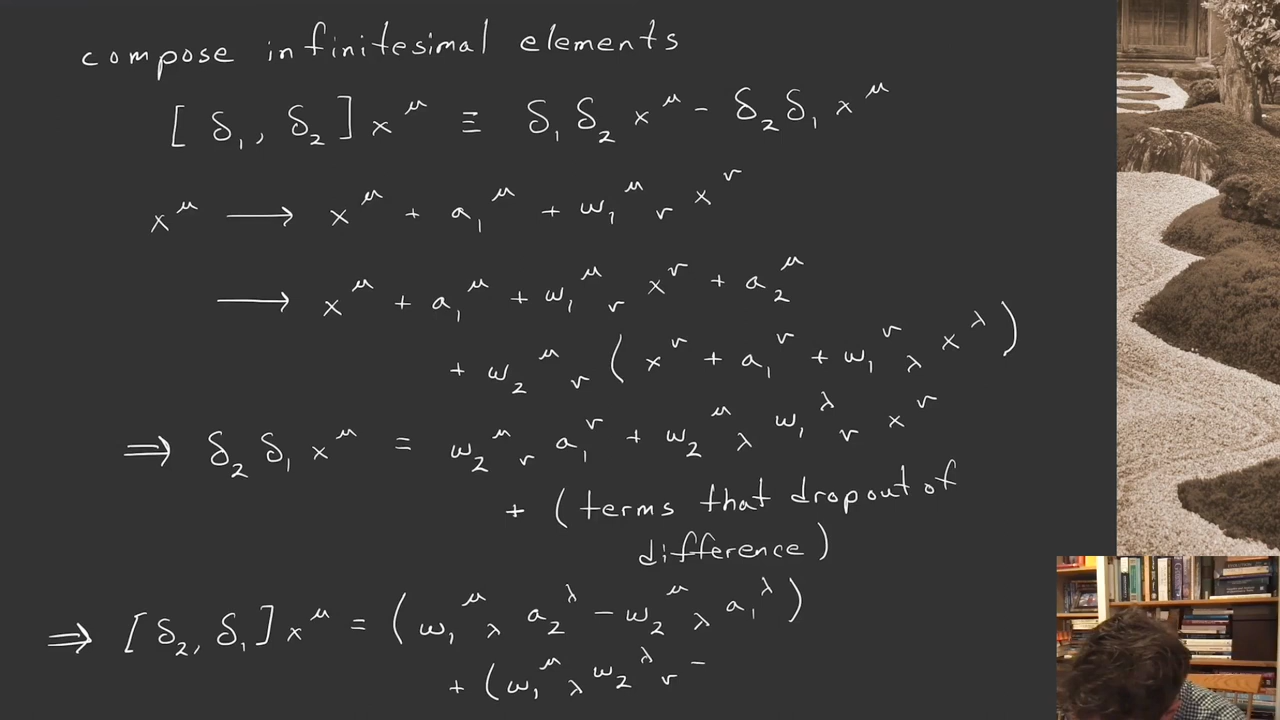 compose infinitesimal elements
[ δ₁, δ₂ ] x^μ ≡ δ₁ δ₂ x^μ - δ₂ δ₁ x^μ
x^μ ⟶ x^μ + a₁^μ + ω₁^μ_ν x^ν
⟶ x^μ + a₁^μ + ω₁^μ_ν x^ν + a₂^μ
+ ω₂^μ_ν ( x^ν + a₁^ν + ω₁^ν_λ x^λ )
⇒ δ₂ δ₁ x^μ = ω₂^μ_ν a₁^ν + ω₂^μ_λ ω₁^λ_ν x^ν
+ (terms that drop out of
difference)
⇒ [ δ₂, δ₁ ] x^μ = ( ω₁^μ_λ a₂^λ - ω₂^μ_λ a₁^λ )
+ ( ω₁^μ_λ ω₂^λ_ν -